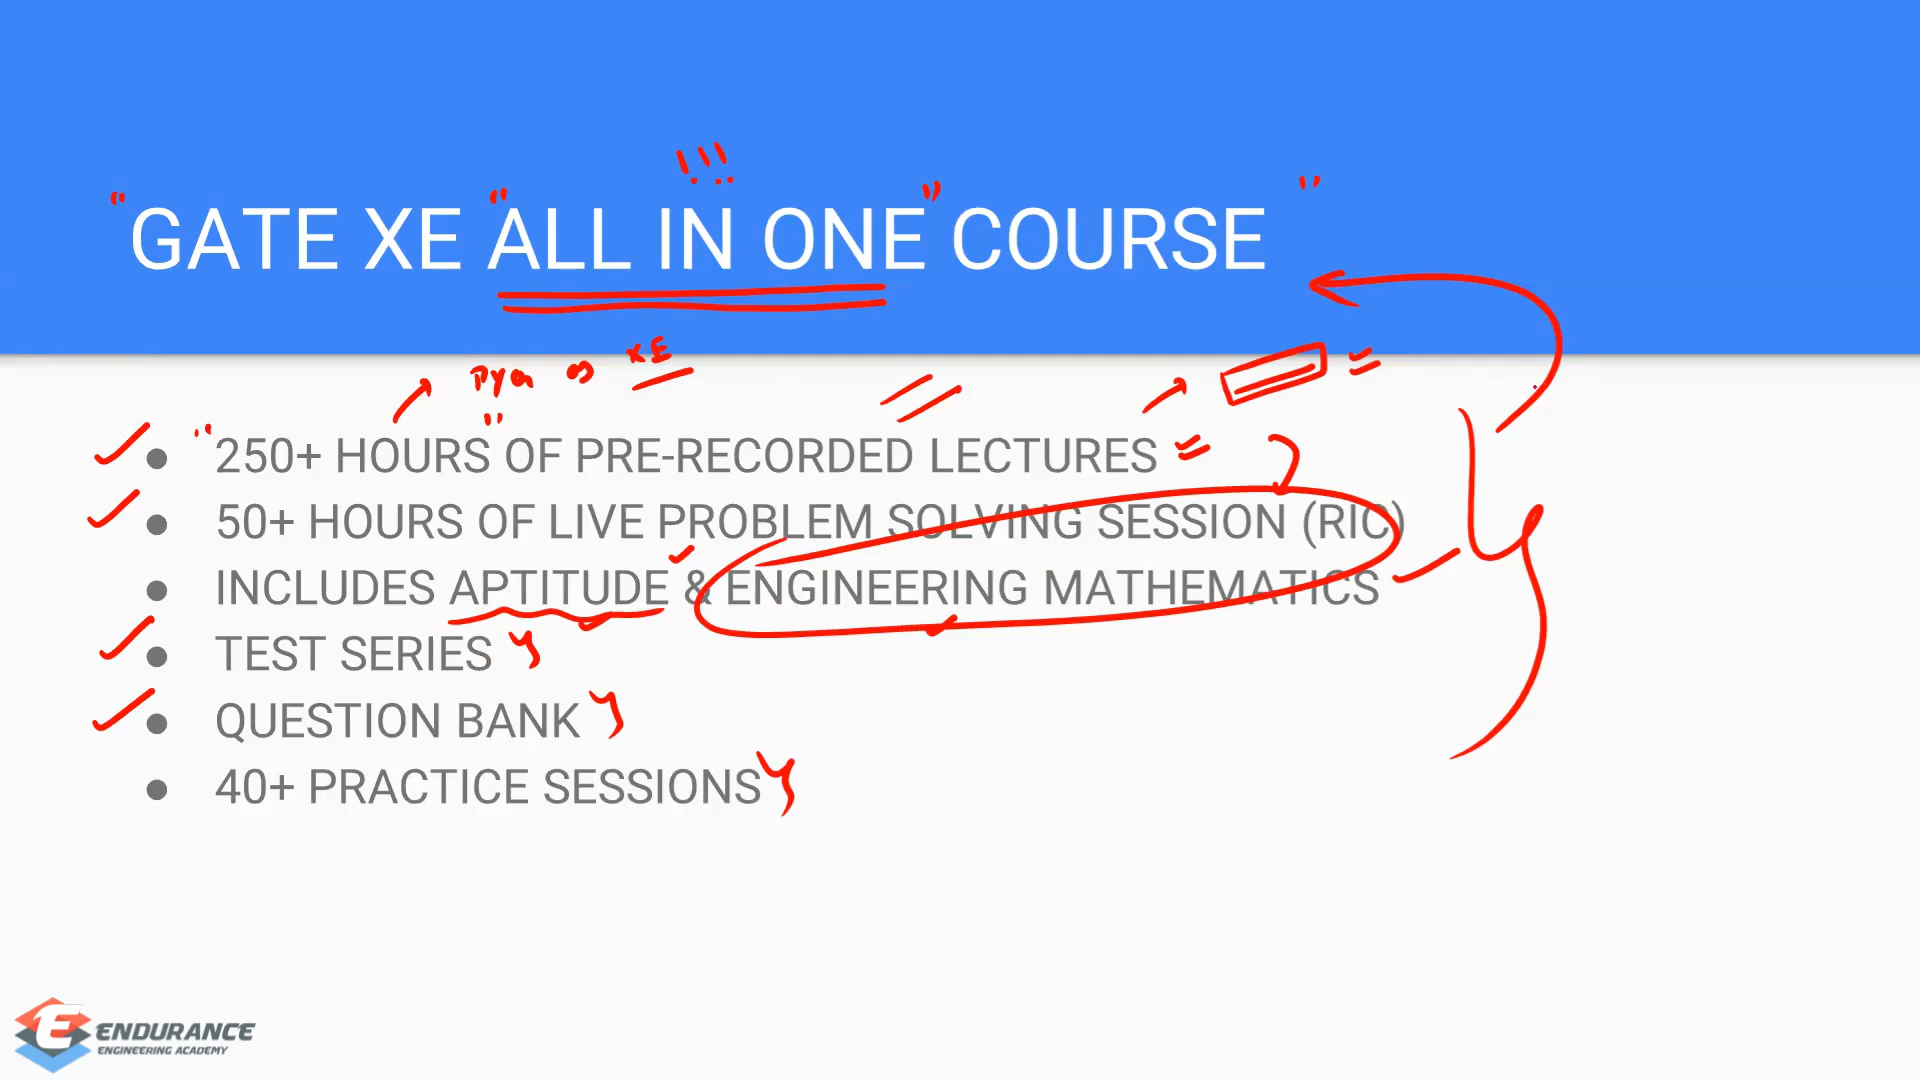 !!!
"GATE XE "ALL IN ONE" COURSE"
XE
● "250+ HOURS" OF PRE-RECORDED LECTURES
● 50+ HOURS OF LIVE PROBLEM SOLVING SESSION (RIC)
● INCLUDES APTITUDE & ENGINEERING MATHEMATICS
● TEST SERIES
● QUESTION BANK
● 40+ PRACTICE SESSIONS
ENDURANCE
ENGINEERING ACADEMY